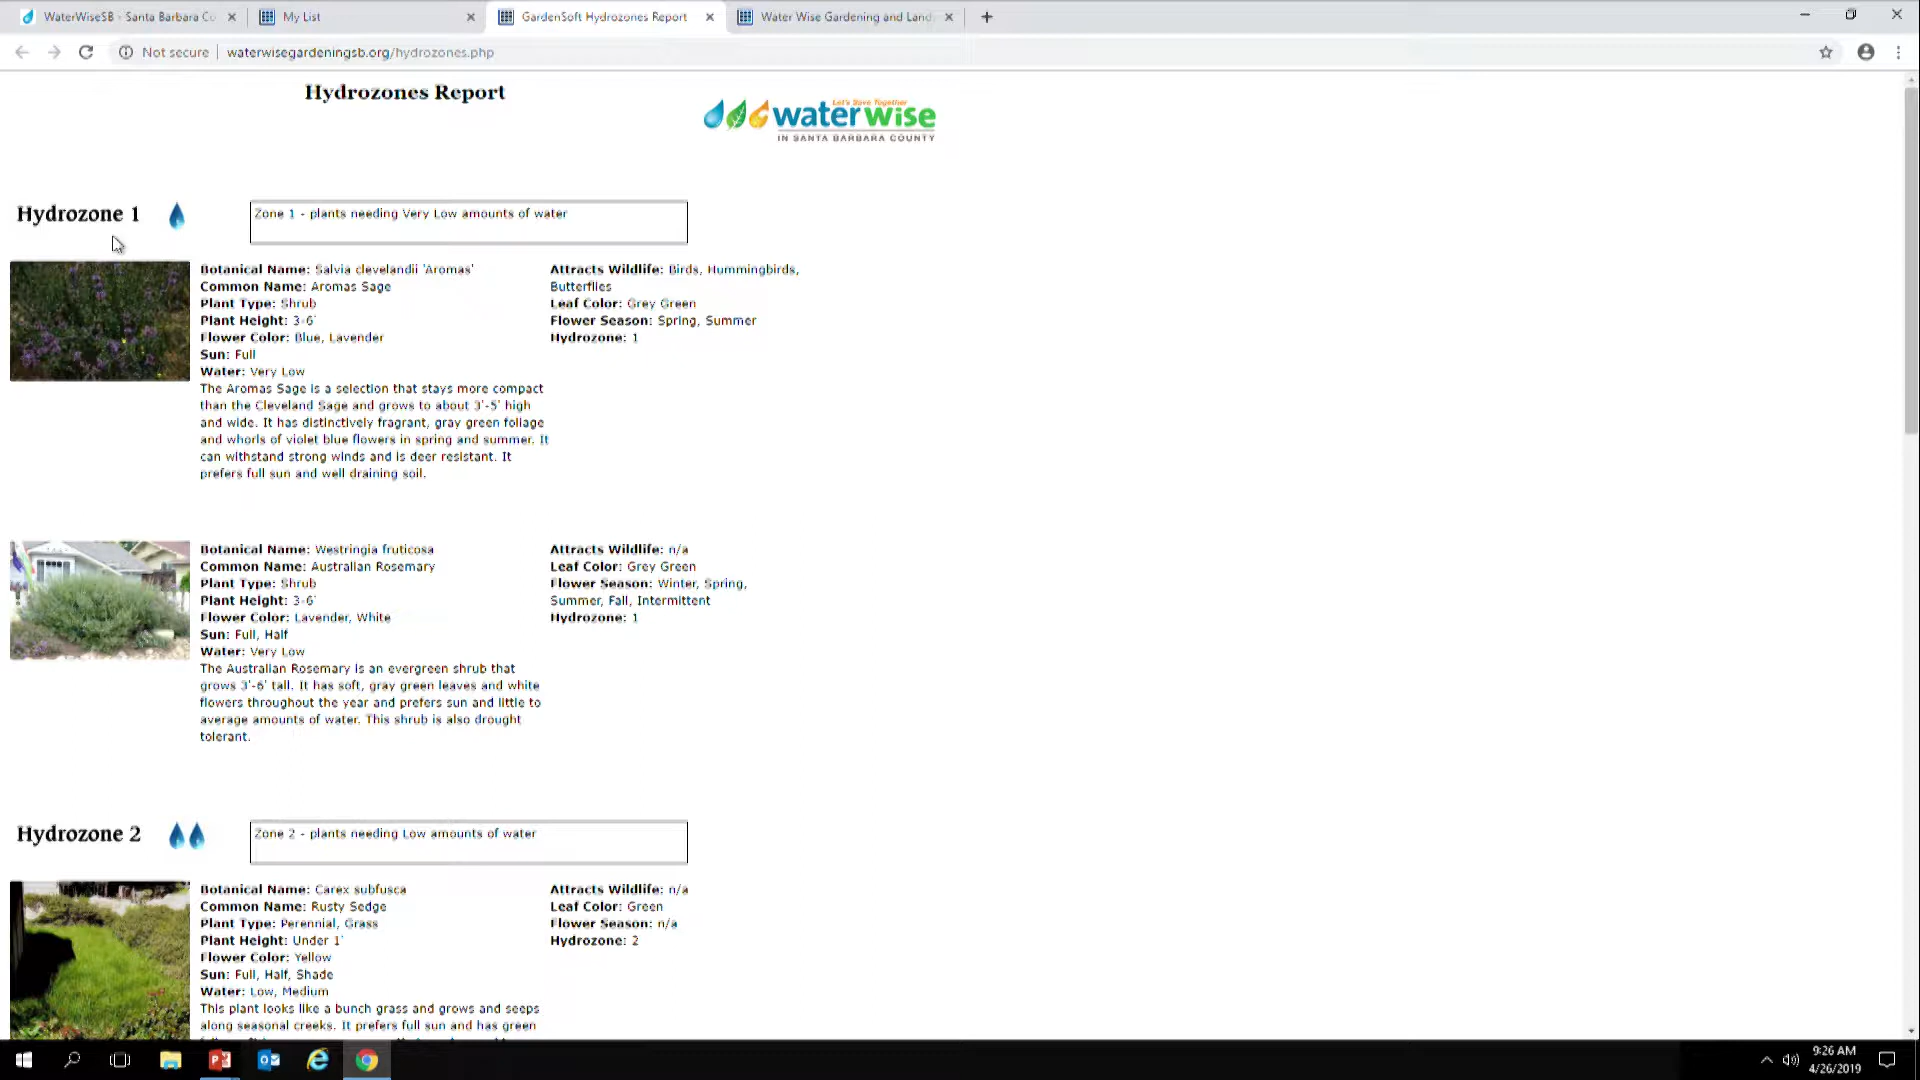 WaterWiseSB - Santa Barbara Co
My List
GardenSoft Hydrozones Report
Water Wise Gardening and Land
Not secure
waterwisegardeningsb.org/hydrozones.php
Hydrozones Report
Let's Save Together
waterwise
IN SANTA BARBARA COUNTY
Hydrozone 1
Zone 1 - plants needing Very Low amounts of water
Botanical Name: Salvia clevelandii 'Aromas'
Common Name: Aromas Sage
Plant Type: Shrub
Plant Height: 3-6'
Flower Color: Blue, Lavender
Sun: Full
Water: Very Low
The Aromas Sage is a selection that stays more compact
than the Cleveland Sage and grows to about 3'-5' high
and wide. It has distinctively fragrant, gray green foliage
and whorls of violet blue flowers in spring and summer. It
can withstand strong winds and is deer resistant. It
prefers full sun and well draining soil.
Attracts Wildlife: Birds, Hummingbirds,
Butterflies
Leaf Color: Grey Green
Flower Season: Spring, Summer
Hydrozone: 1
Botanical Name: Westringia fruticosa
Common Name: Australian Rosemary
Plant Type: Shrub
Plant Height: 3-6'
Flower Color: Lavender, White
Sun: Full, Half
Water: Very Low
The Australian Rosemary is an evergreen shrub that
grows 3'-6' tall. It has soft, gray green leaves and white
flowers throughout the year and prefers sun and little to
average amounts of water. This shrub is also drought
tolerant.
Attracts Wildlife: n/a
Leaf Color: Grey Green
Flower Season: Winter, Spring,
Summer, Fall, Intermittent
Hydrozone: 1
Hydrozone 2
Zone 2 - plants needing Low amounts of water
Botanical Name: Carex subfusca
Common Name: Rusty Sedge
Plant Type: Perennial, Grass
Plant Height: Under 1'
Flower Color: Yellow
Sun: Full, Half, Shade
Water: Low, Medium
This plant looks like a bunch grass and grows and seeps
along seasonal creeks. It prefers full sun and has green
Attracts Wildlife: n/a
Leaf Color: Green
Flower Season: n/a
Hydrozone: 2
9:26 AM
4/26/2019